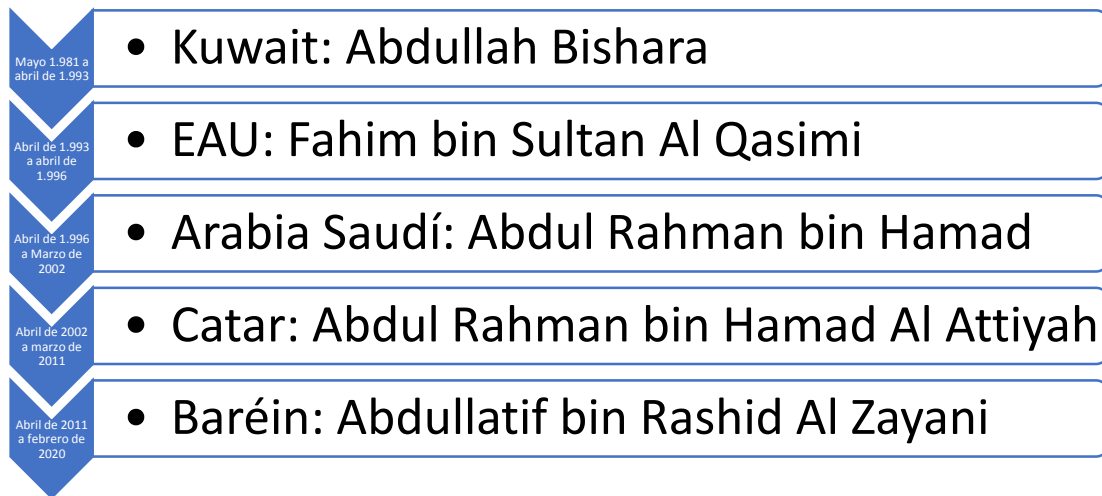 Mayo 1.981 a
abril de 1.993
• Kuwait: Abdullah Bishara
Abril de 1.993
a abril de
1.996
• EAU: Fahim bin Sultan Al Qasimi
Abril de 1.996
a Marzo de
2002
• Arabia Saudí: Abdul Rahman bin Hamad
Abril de 2002
a marzo de
2011
• Catar: Abdul Rahman bin Hamad Al Attiyah
Abril de 2011
a febrero de
2020
• Baréin: Abdullatif bin Rashid Al Zayani